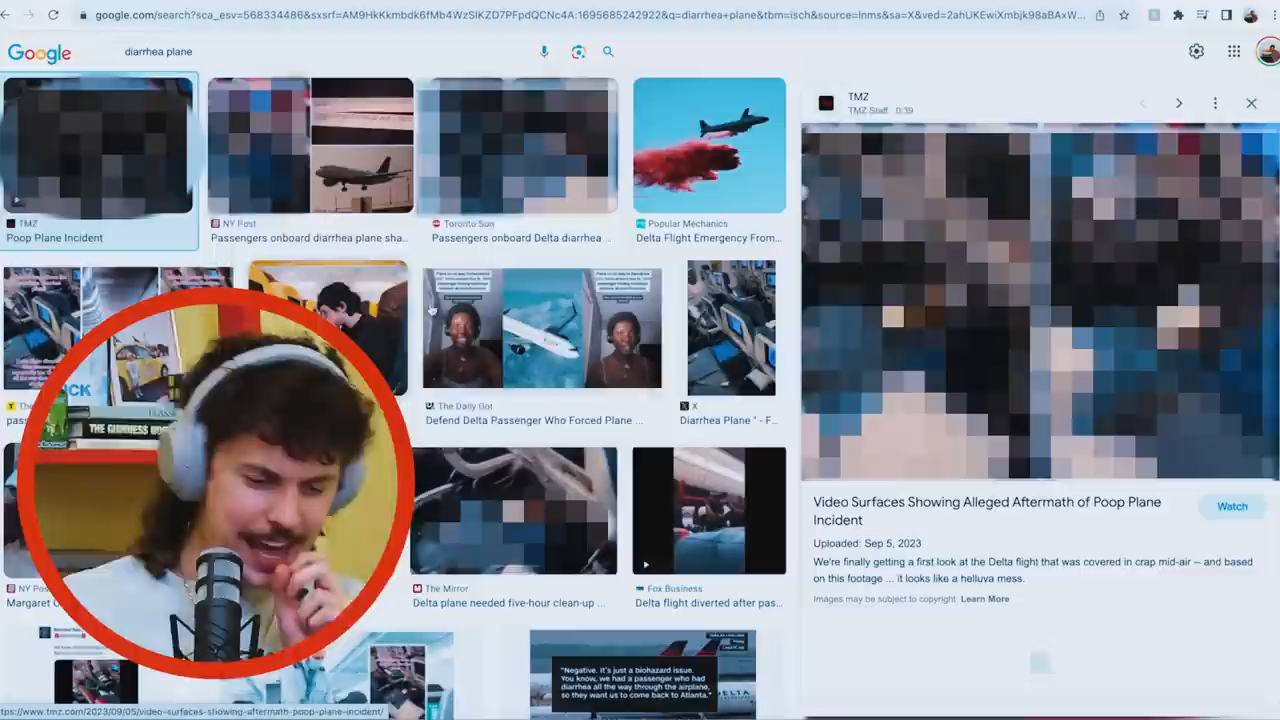 google.com/search?sca_esv=568334486&sxsrf=AM9HkKkmbdk6fMb4WzSIKZD7PFpdQCNc4A:1695685242922&q=diarrhea+plane&tbm=isch&source=lnms&sa=X&ved=2ahUKEwiXmbjk98aBAxW...
Google
diarrhea plane
TMZ
TMZ Staff 0:39
TMZ
Poop Plane Incident
NY Post
Passengers onboard diarrhea plane sha...
Toronto Sun
Passengers onboard Delta diarrhea ...
Popular Mechanics
Delta Flight Emergency From...
The Daily Dot
Defend Delta Passenger Who Forced Plane ...
X
Diarrhea Plane " - F...
THE GUINNESS
Video Surfaces Showing Alleged Aftermath of Poop Plane
Incident
Watch
Uploaded: Sep 5, 2023
We're finally getting a first look at the Delta flight that was covered in crap mid-air – and based
on this footage ... it looks like a helluva mess.
Images may be subject to copyright. Learn More
NY Pos
Margaret
The Mirror
Delta plane needed five-hour clean-up ...
Fox Business
Delta flight diverted after pas...
"Negative. It's just a biohazard issue.
You know, we had a passenger who had
diarrhea all the way through the airplane,
so they want us to come back to Atlanta."
DELTA
ttps://www.tmz.com/2023/09/05/video-surfaces-showing-aftermath-poop-plane-incident/